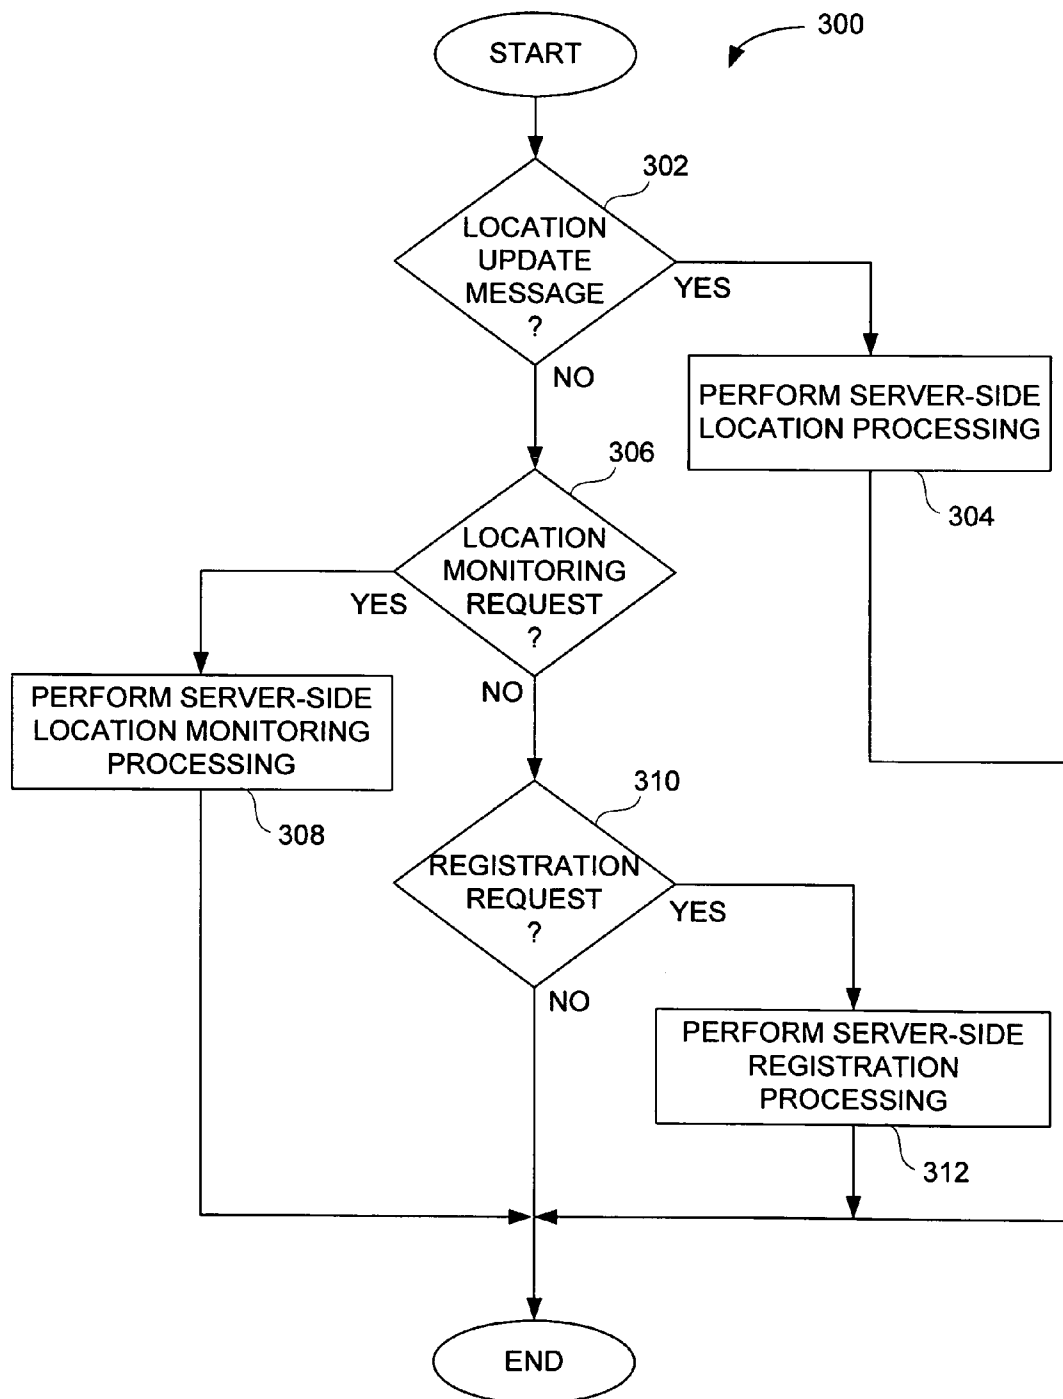 START
300
302
LOCATION
UPDATE
MESSAGE
?
YES
NO
PERFORM SERVER-SIDE
LOCATION PROCESSING
304
306
LOCATION
MONITORING
REQUEST
?
YES
NO
PERFORM SERVER-SIDE
LOCATION MONITORING
PROCESSING
308
310
REGISTRATION
REQUEST
?
YES
NO
PERFORM SERVER-SIDE
REGISTRATION
PROCESSING
312
END